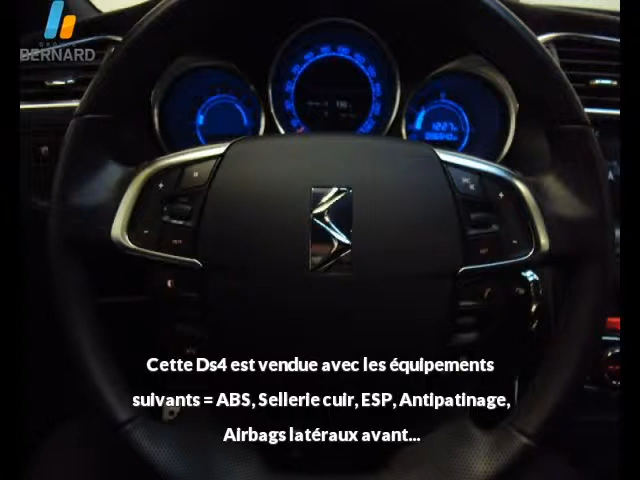 BERNARD
Cette Ds4 est vendue avec les équipements
suivants = ABS, Sellerie cuir, ESP, Antipatinage,
Airbags latéraux avant...